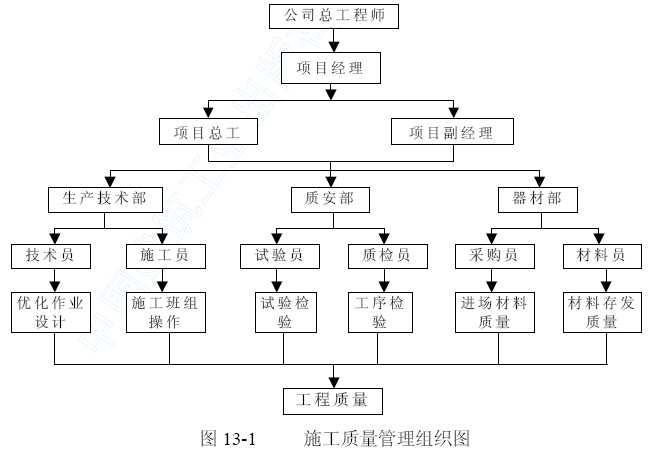 公司总工程师
项目经理
项目总工
项目副经理
生产技术部
质安部
器材部
技术员
施工员
试验员
质检员
采购员
材料员
优化作业
设计
施工班组
操作
试验检
验
工序检
验
进场材料
质量
材料存发
质量
工程质量
图 13-1 施工质量管理组织图